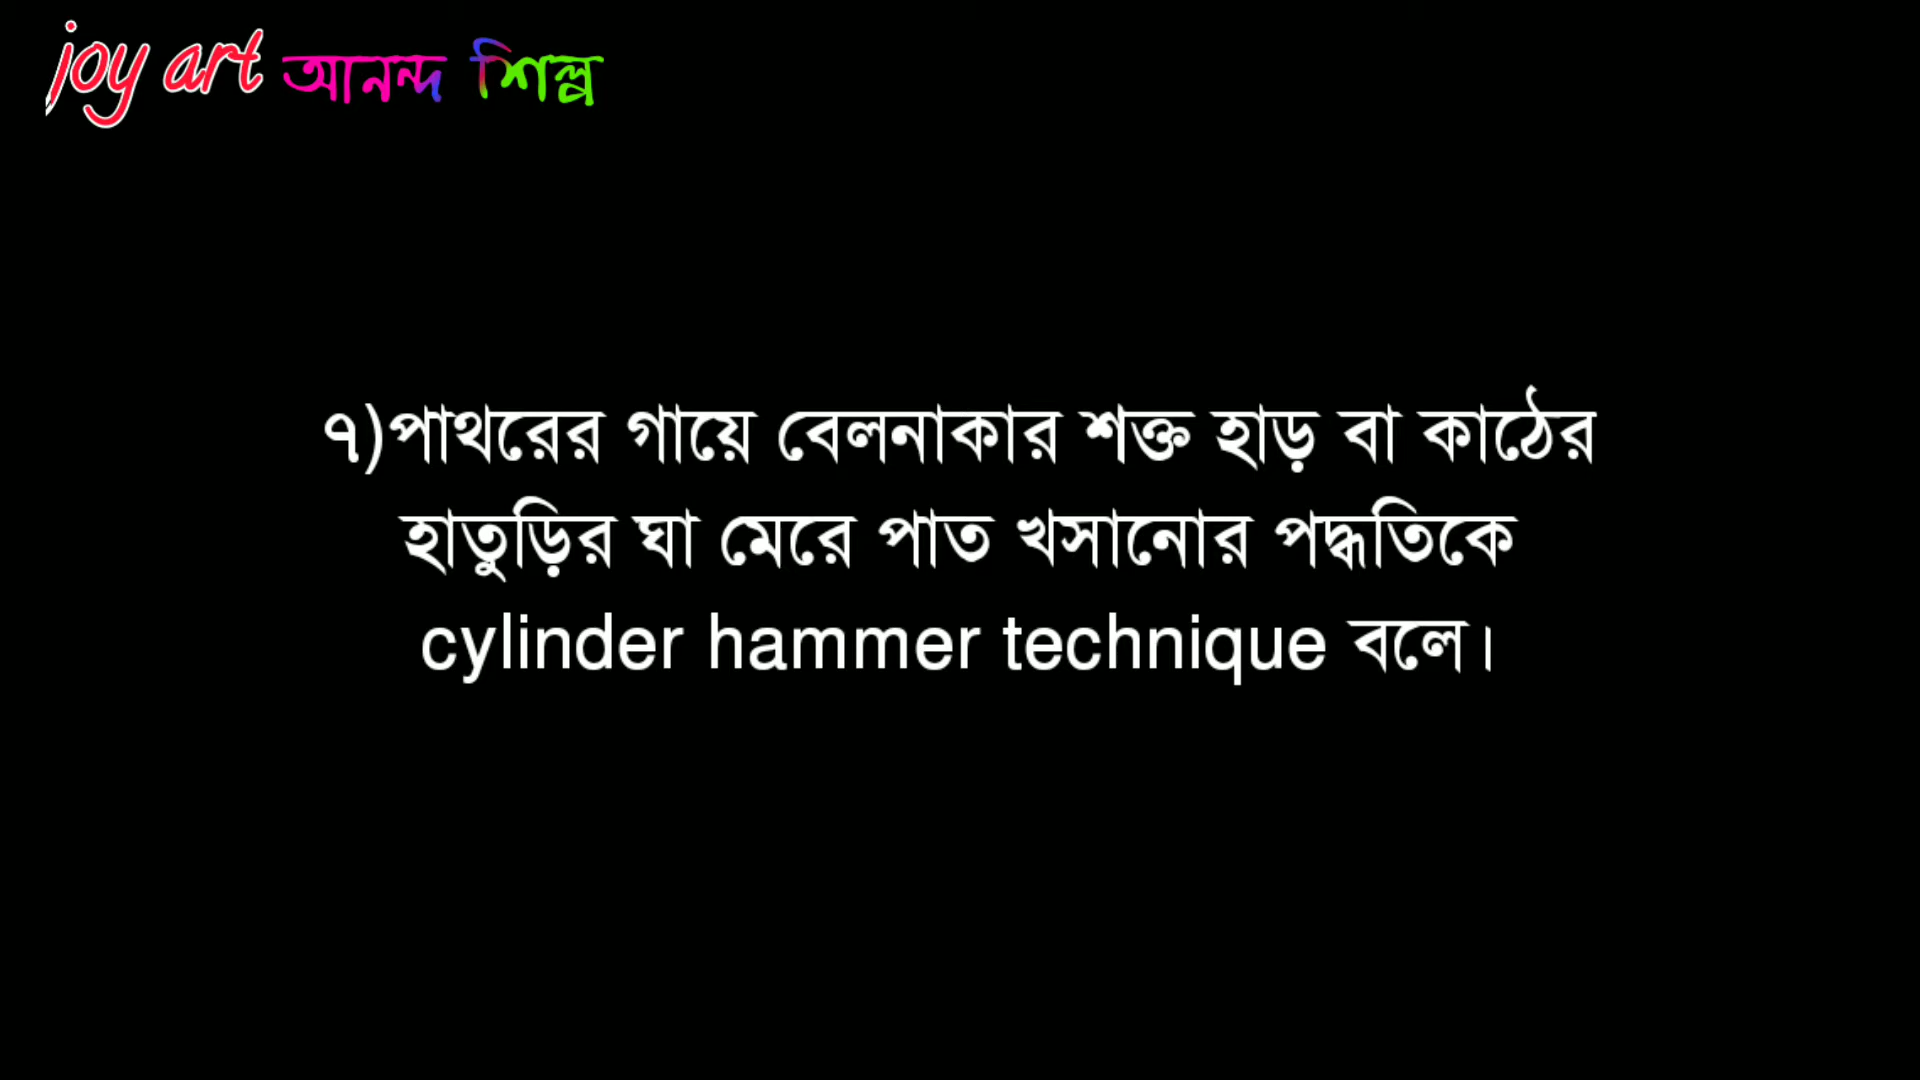 joy art আনন্দ শিল্প
৭)পাথরের গায়ে বেলনাকার শক্ত হাড় বা কাঠের
হাতুড়ির ঘা মেরে পাত খসানোর পদ্ধতিকে
cylinder hammer technique বলে।